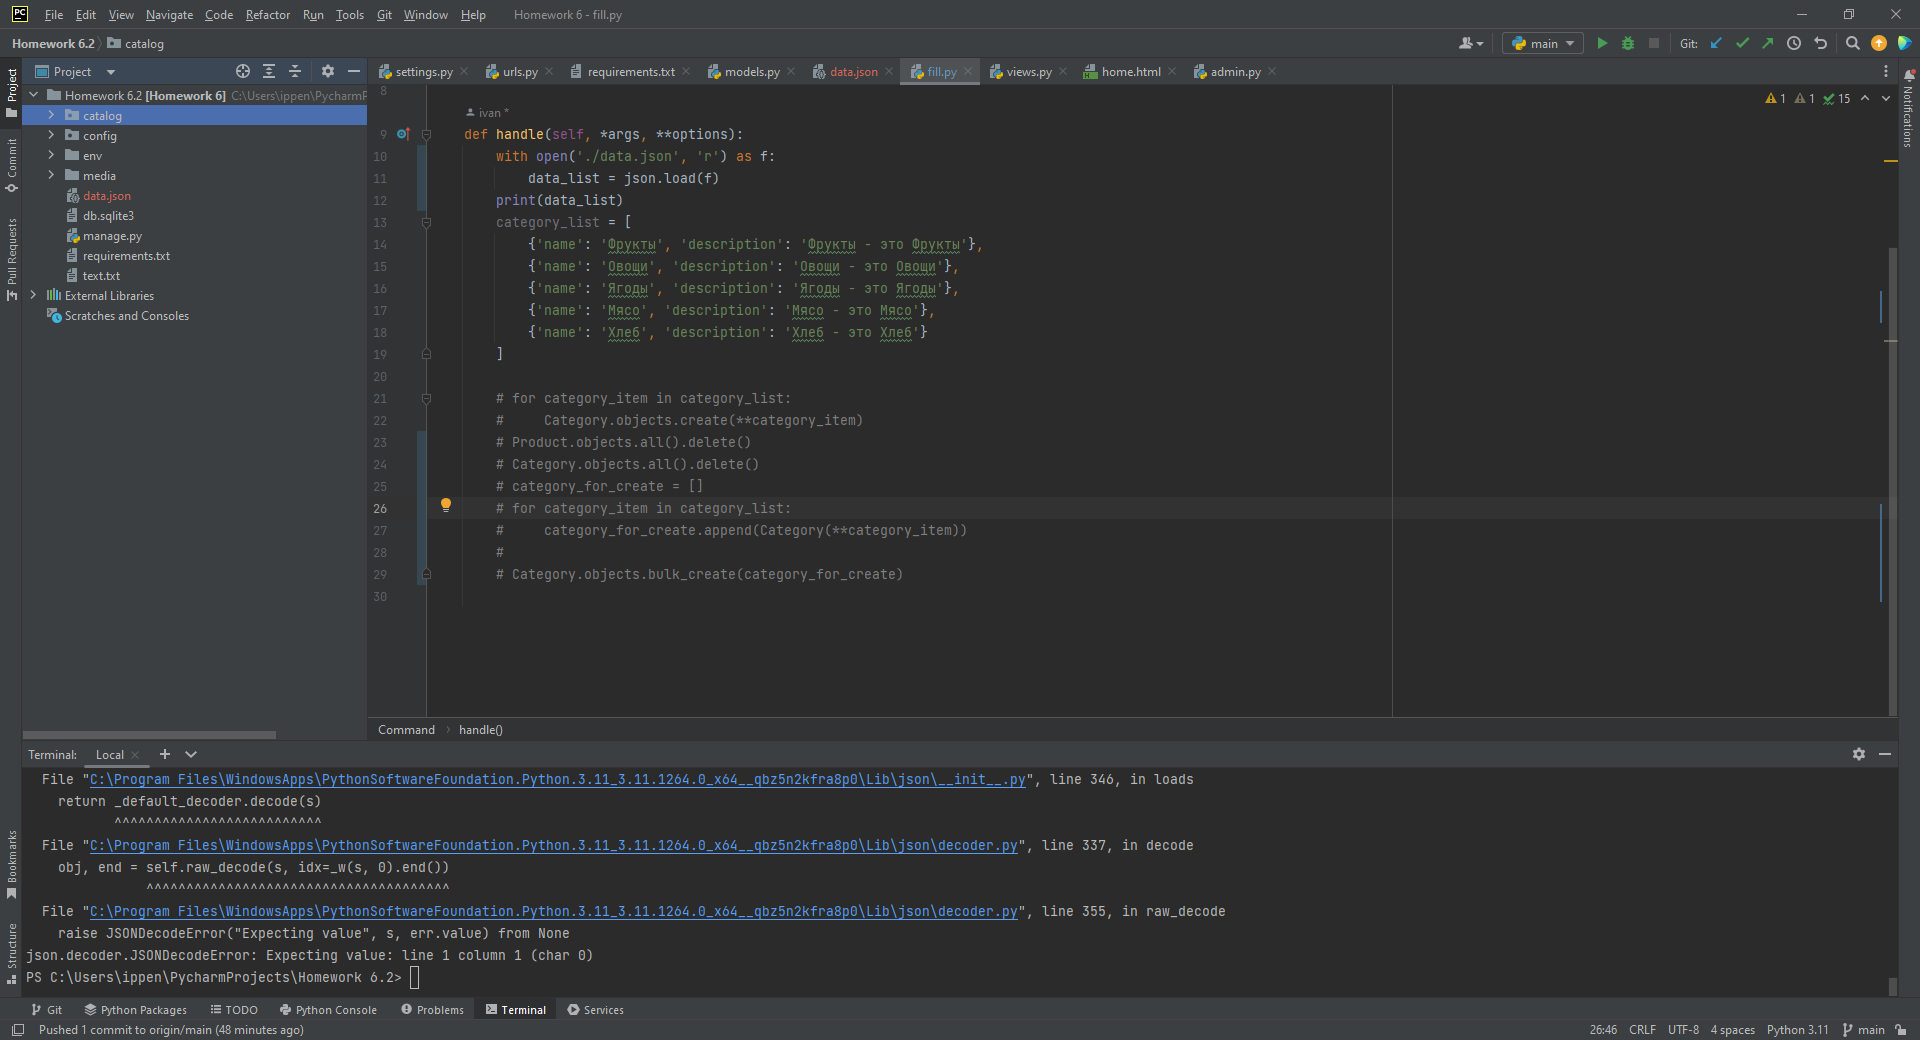 PC File Edit View Navigate Code Refactor Run Tools Git Window Help Homework 6 - fill.py
Homework 6.2 catalog main Git:
Project
settings.py urls.py requirements.txt models.py data.json fill.py views.py home.html admin.py
Homework 6.2 [Homework 6] C:\Users\ippen\PycharmP
catalog
config
env
media
data.json
db.sqlite3
manage.py
requirements.txt
text.txt
External Libraries
Scratches and Consoles
Project
Commit
Pull Requests
Bookmarks
Structure
Notifications
1 1 15
8
ivan *
9 def handle(self, *args, **options):
10 with open('./data.json', 'r') as f:
11 data_list = json.load(f)
12 print(data_list)
13 category_list = [
14 {'name': 'Фрукты', 'description': 'Фрукты - это Фрукты'},
15 {'name': 'Овощи', 'description': 'Овощи - это Овощи'},
16 {'name': 'Ягоды', 'description': 'Ягоды - это Ягоды'},
17 {'name': 'Мясо', 'description': 'Мясо - это Мясо'},
18 {'name': 'Хлеб', 'description': 'Хлеб - это Хлеб'}
19 ]
20
21 # for category_item in category_list:
22 # Category.objects.create(**category_item)
23 # Product.objects.all().delete()
24 # Category.objects.all().delete()
25 # category_for_create = []
26 # for category_item in category_list:
27 # category_for_create.append(Category(**category_item))
28 #
29 # Category.objects.bulk_create(category_for_create)
30
Command handle()
Terminal: Local
File "C:\Program Files\WindowsApps\PythonSoftwareFoundation.Python.3.11_3.11.1264.0_x64__qbz5n2kfra8p0\Lib\json\__init__.py", line 346, in loads
return _default_decoder.decode(s)
^^^^^^^^^^^^^^^^^^^^^^^^^^
File "C:\Program Files\WindowsApps\PythonSoftwareFoundation.Python.3.11_3.11.1264.0_x64__qbz5n2kfra8p0\Lib\json\decoder.py", line 337, in decode
obj, end = self.raw_decode(s, idx=_w(s, 0).end())
^^^^^^^^^^^^^^^^^^^^^^^^^^^^^^^^^^^^^^
File "C:\Program Files\WindowsApps\PythonSoftwareFoundation.Python.3.11_3.11.1264.0_x64__qbz5n2kfra8p0\Lib\json\decoder.py", line 355, in raw_decode
raise JSONDecodeError("Expecting value", s, err.value) from None
json.decoder.JSONDecodeError: Expecting value: line 1 column 1 (char 0)
PS C:\Users\ippen\PycharmProjects\Homework 6.2>
Git Python Packages TODO Python Console Problems Terminal Services
Pushed 1 commit to origin/main (48 minutes ago) 26:46 CRLF UTF-8 4 spaces Python 3.11 main